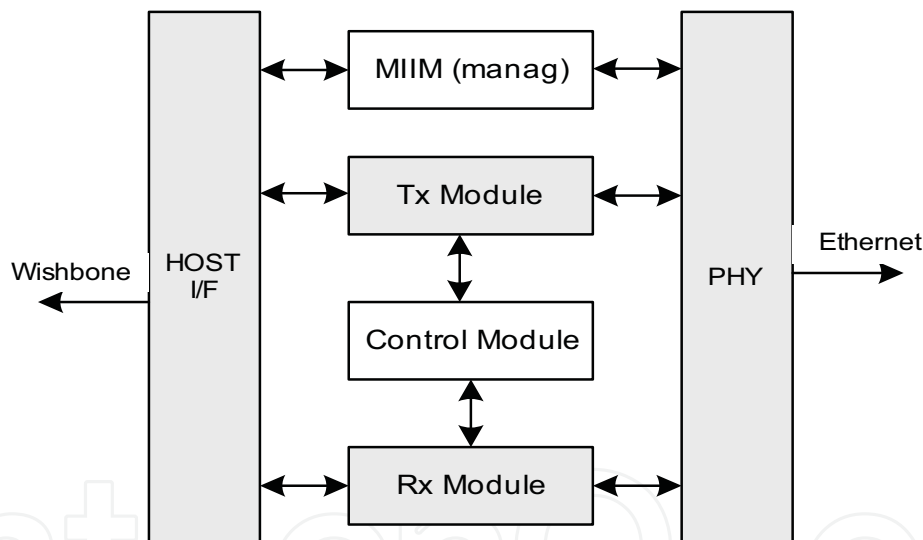 MIIM (manag)
Tx Module
Ethernet
Wishbone
HOST
I/F
PHY
Control Module
Rx Module